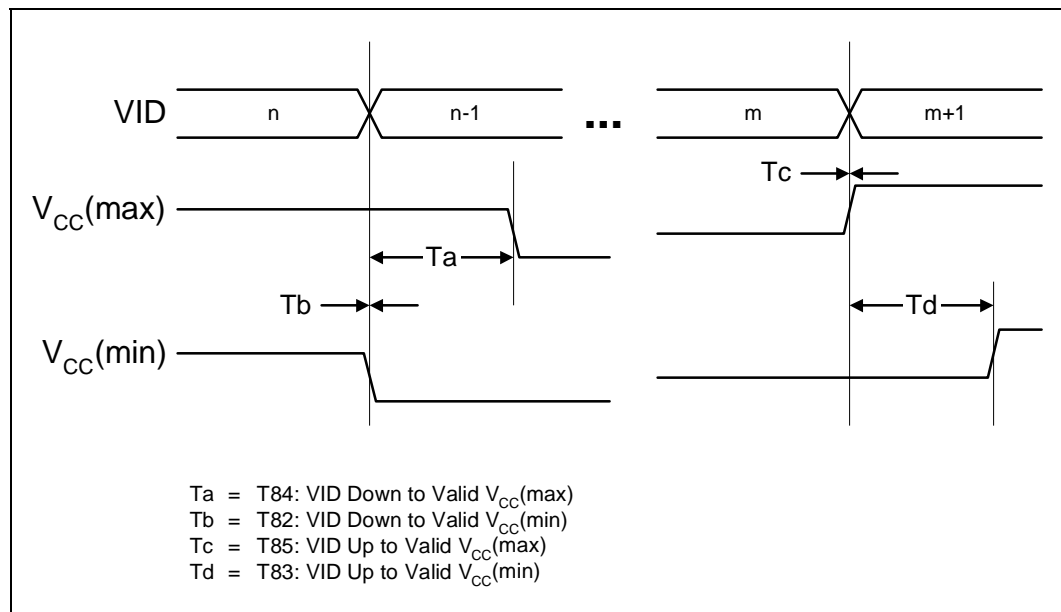 VID n n-1 ... m m+1
Tc
V_CC(max)
Ta
Tb Td
V_CC(min)
Ta = T84: VID Down to Valid V_CC(max)
Tb = T82: VID Down to Valid V_CC(min)
Tc = T85: VID Up to Valid V_CC(max)
Td = T83: VID Up to Valid V_CC(min)